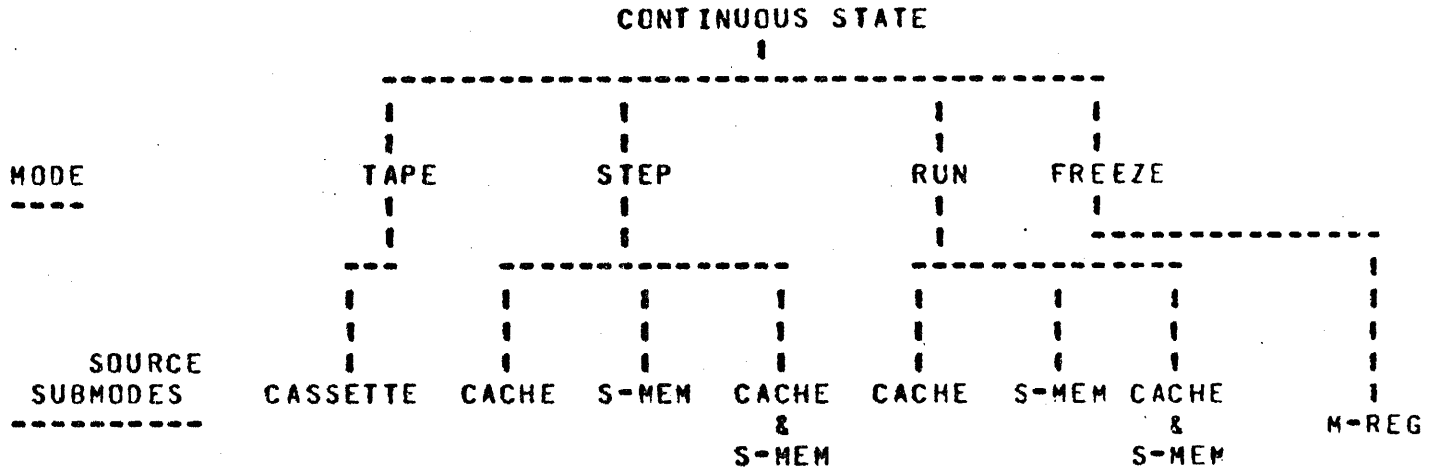 CONTINUOUS STATE
MODE TAPE STEP RUN FREEZE
SOURCE
SUBMODES CASSETTE CACHE S-MEM CACHE CACHE S-MEM CACHE
& & M-REG
S-MEM S-MEM